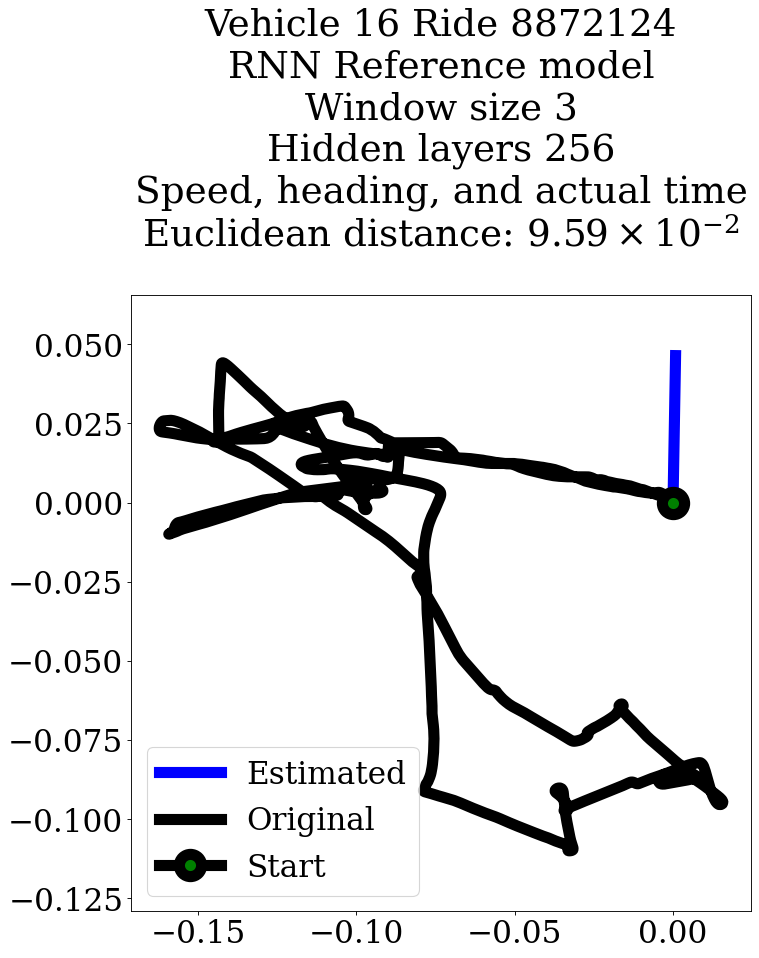 Vehicle 16 Ride 8872124
RNN Reference model
Window size 3
Hidden layers 256
Speed, heading, and actual time
Euclidean distance: 9.59 × 10⁻²
0.050
0.025
0.000
−0.025
−0.050
−0.075
−0.100
−0.125
Estimated
Original
Start
−0.15
−0.10
−0.05
0.00